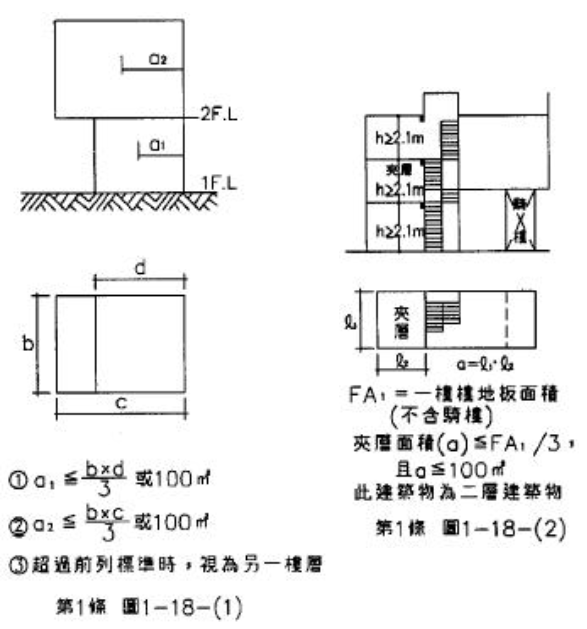 a₂
2F.L
a₁
1F.L
d
b
c
① a₁ ≦ b×d/3 或100㎡
② a₂ ≦ b×c/3 或100㎡
③超過前列標準時，視為另一樓層
第1條 圖1-18-(1)
h≧2.1m
夾層
h≧2.1m
h≧2.1m
騎樓
ℓ₁
夾層
ℓ₂
a=ℓ₁·ℓ₂
FA₁=一樓樓地板面積
(不含騎樓)
夾層面積(a)≦FA₁/3，
且a≦100㎡
此建築物為二層建築物
第1條 圖1-18-(2)